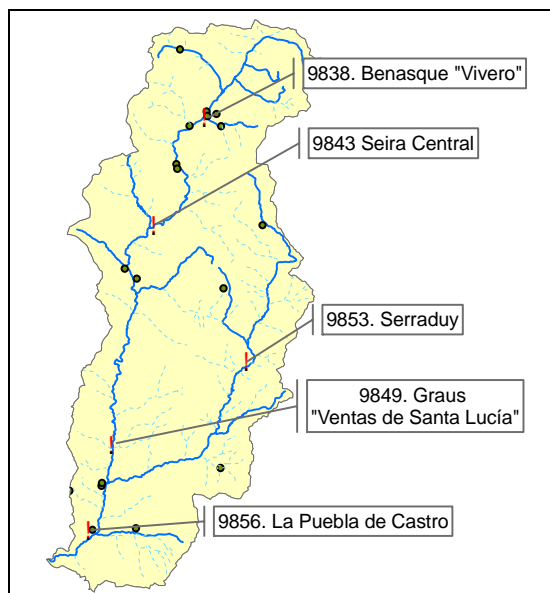 9838. Benasque "Vivero"
9843 Seira Central
9853. Serraduy
9849. Graus
"Ventas de Santa Lucía"
9856. La Puebla de Castro